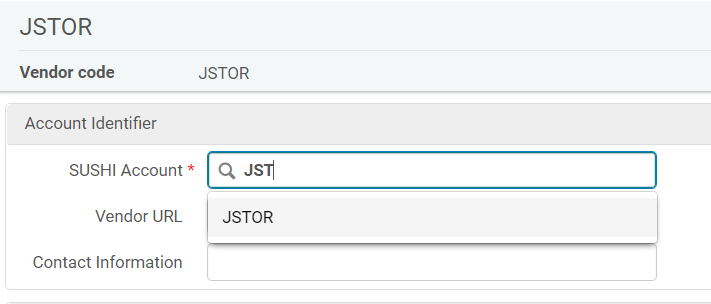 JSTOR
Vendor code JSTOR
Account Identifier
SUSHI Account * JST
Vendor URL
JSTOR
Contact Information